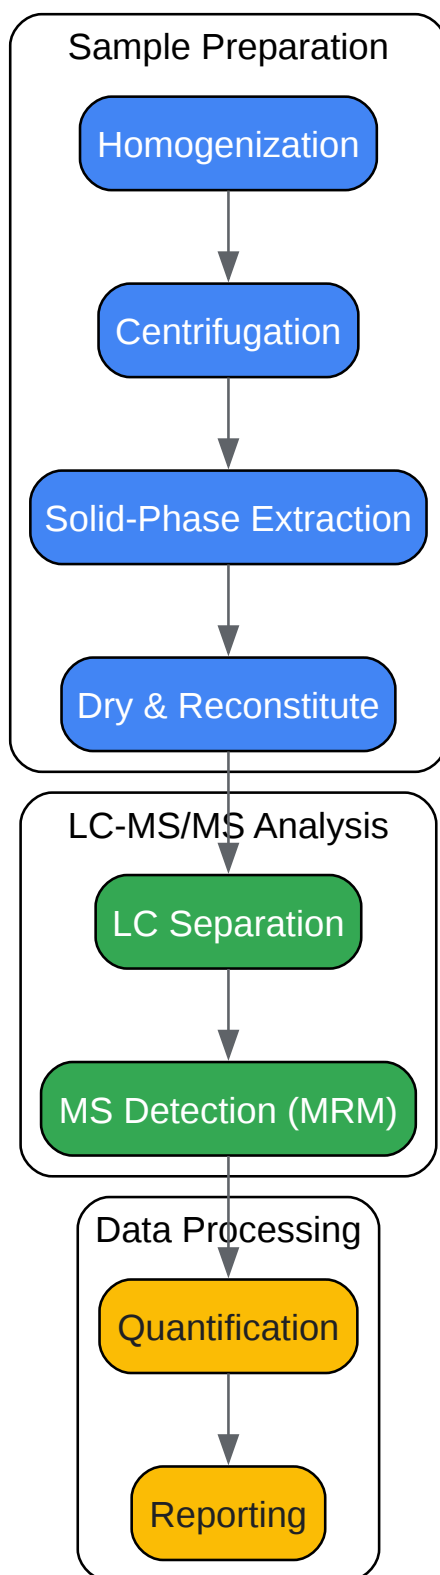 Sample Preparation
Homogenization
Centrifugation
Solid-Phase Extraction
Dry & Reconstitute
LC-MS/MS Analysis
LC Separation
MS Detection (MRM)
Data Processing
Quantification
Reporting